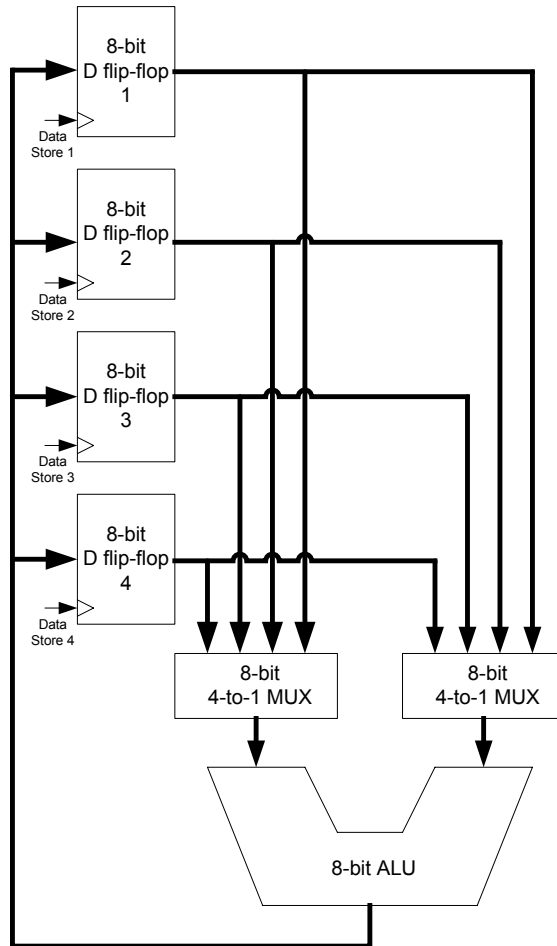 8-bit
D flip-flop
1
Data
Store 1
8-bit
D flip-flop
2
Data
Store 2
8-bit
D flip-flop
3
Data
Store 3
8-bit
D flip-flop
4
Data
Store 4
8-bit
4-to-1 MUX
8-bit
4-to-1 MUX
8-bit ALU